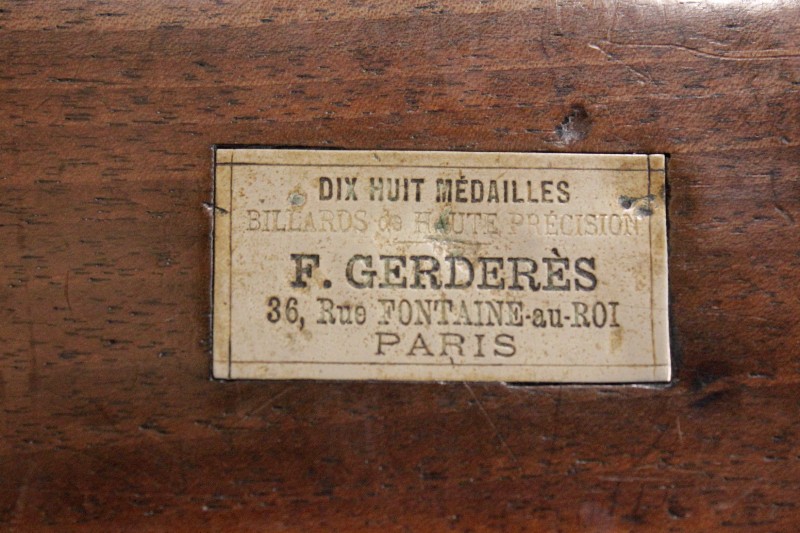 DIX HUIT MÉDAILLES
BILLARDS de HAUTE PRÉCISION
F. GERDERÈS
36, Rue FONTAINE-au-ROI
PARIS